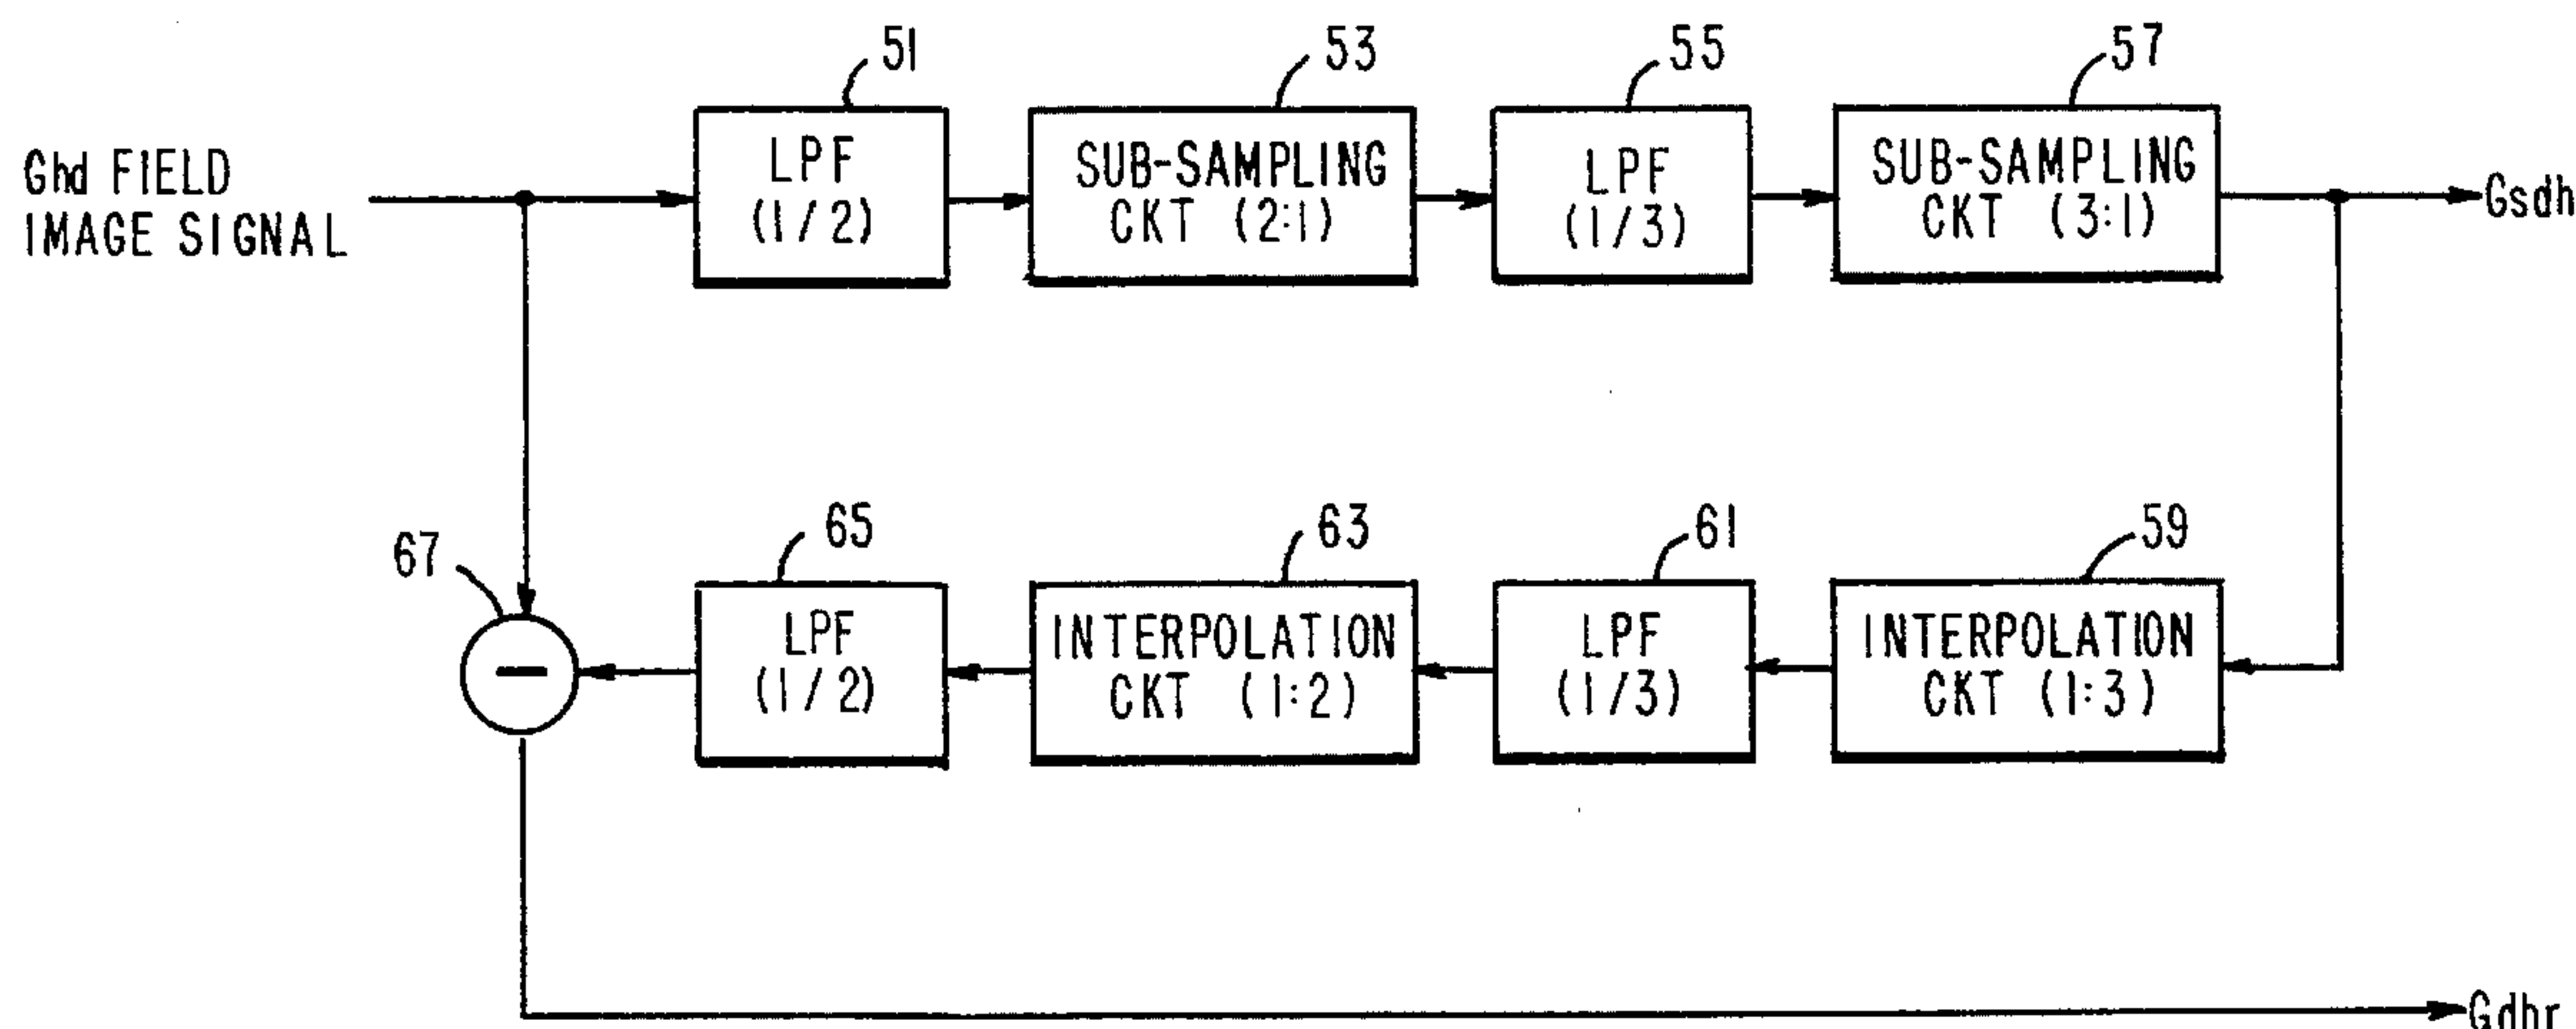 51
53
55
57
Ghd FIELD
IMAGE SIGNAL
LPF
(1/2)
SUB-SAMPLING
CKT (2:1)
LPF
(1/3)
SUB-SAMPLING
CKT (3:1)
Gsdh
67
65
63
61
59
LPF
(1/2)
INTERPOLATION
CKT (1:2)
LPF
(1/3)
INTERPOLATION
CKT (1:3)
Gdhr